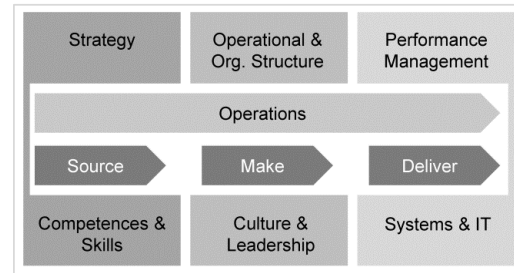 Strategy
Operational &
Org. Structure
Performance
Management
Operations
Source
Make
Deliver
Competences &
Skills
Culture &
Leadership
Systems & IT